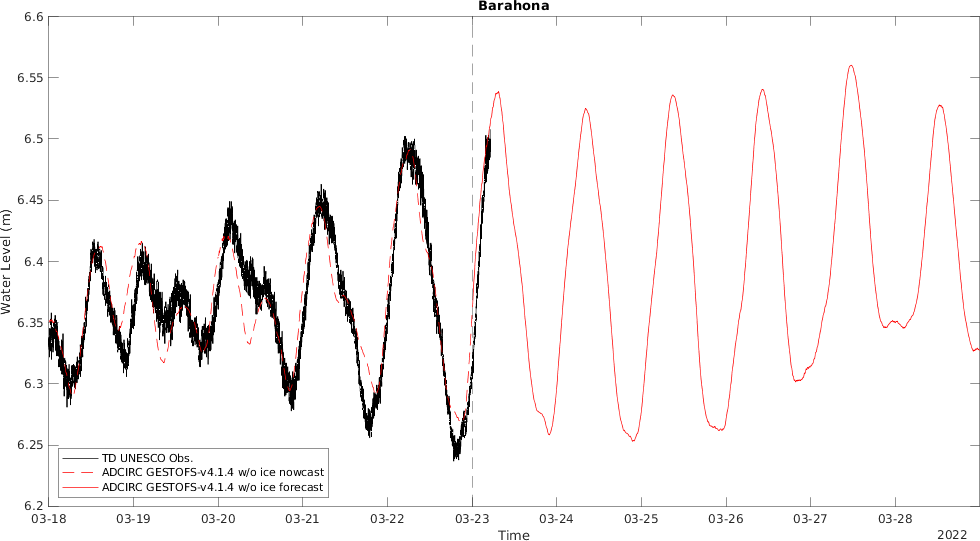 Barahona
6.6
6.55
6.5
6.45
6.4
6.35
6.3
6.25
6.2
Water Level (m)
TD UNESCO Obs.
ADCIRC GESTOFS-v4.1.4 w/o ice nowcast
ADCIRC GESTOFS-v4.1.4 w/o ice forecast
03-18 03-19 03-20 03-21 03-22 03-23 03-24 03-25 03-26 03-27 03-28
Time
2022